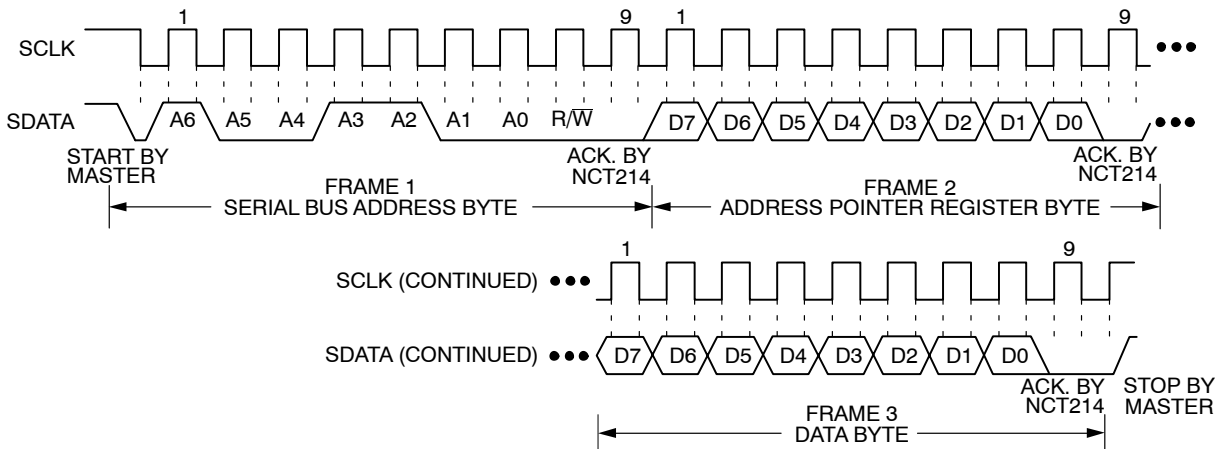 1 9 1 9
SCLK
SDATA A6 A5 A4 A3 A2 A1 A0 R/W̅ D7 D6 D5 D4 D3 D2 D1 D0
START BY
MASTER
ACK. BY
NCT214
ACK. BY
NCT214
FRAME 1
SERIAL BUS ADDRESS BYTE
FRAME 2
ADDRESS POINTER REGISTER BYTE
1 9
SCLK (CONTINUED)
SDATA (CONTINUED) D7 D6 D5 D4 D3 D2 D1 D0
ACK. BY
NCT214
STOP BY
MASTER
FRAME 3
DATA BYTE